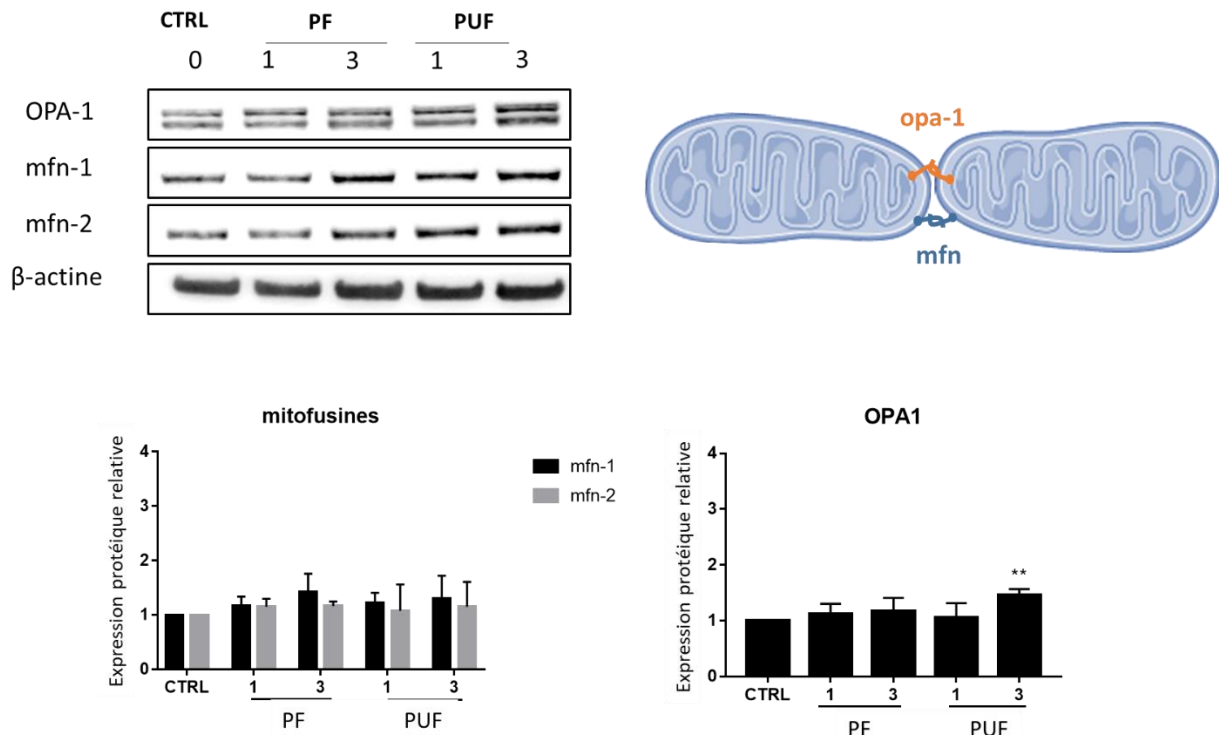 CTRL PF PUF
0 1 3 1 3
OPA-1
mfn-1
mfn-2
β-actine
opa-1
mfn
mitofusines
Expression protéique relative
4
3
2
1
0
CTRL 1 3 1 3
PF PUF
mfn-1
mfn-2
OPA1
Expression protéique relative
4
3
2
1
0
**
CTRL 1 3 1 3
PF PUF